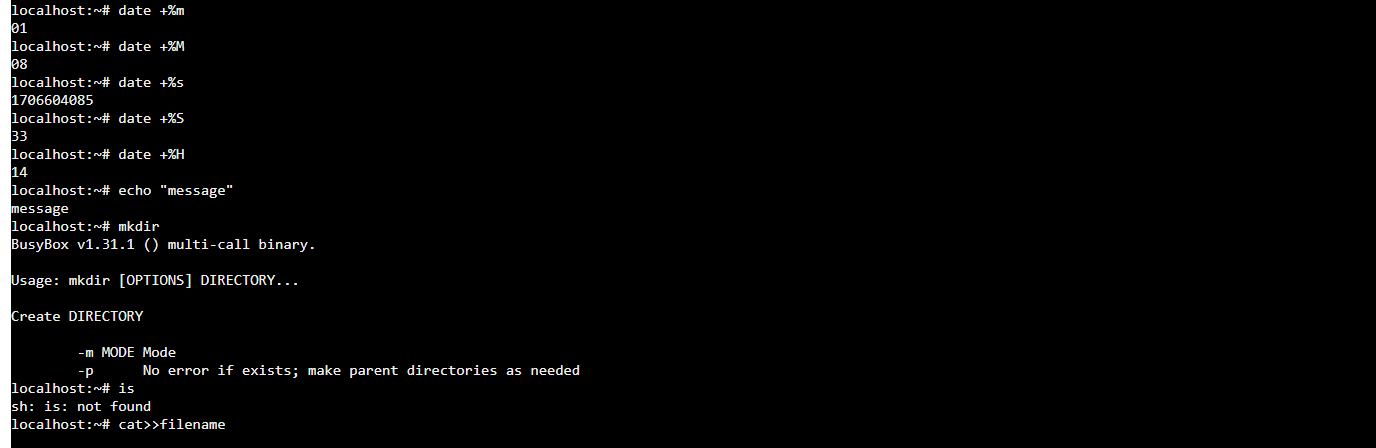 localhost:~# date +%m
01
localhost:~# date +%M
08
localhost:~# date +%s
1706604085
localhost:~# date +%S
33
localhost:~# date +%H
14
localhost:~# echo "message"
message
localhost:~# mkdir
BusyBox v1.31.1 () multi-call binary.
Usage: mkdir [OPTIONS] DIRECTORY...
Create DIRECTORY
-m MODE Mode
-p No error if exists; make parent directories as needed
localhost:~# is
sh: is: not found
localhost:~# cat>>filename